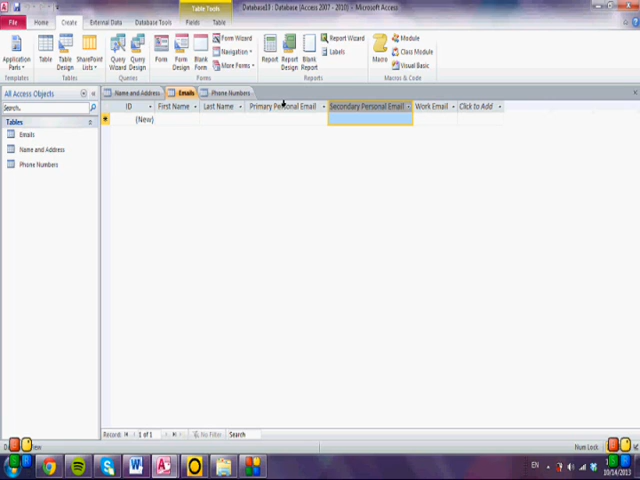 Table Tools
Database10 : Database (Access 2007 - 2010) - Microsoft Access
File Home Create External Data Database Tools Fields Table
Form Wizard
Report Wizard
Module
Navigation
Labels
Class Module
More Forms
Visual Basic
Application Parts
Table
Table Design
SharePoint Lists
Query Wizard
Query Design
Form
Form Design
Blank Form
Report
Report Design
Blank Report
Macro
Templates Tables Queries Forms Reports Macros & Code
All Access Objects
Name and Address Emails Phone Numbers
Search..
ID First Name Last Name Primary Personal Email Secondary Personal Email Work Email Click to Add
Tables
(New)
Emails
Name and Address
Phone Numbers
Record: 1 of 1 No Filter Search
Num Lock
EN
10/14/2013